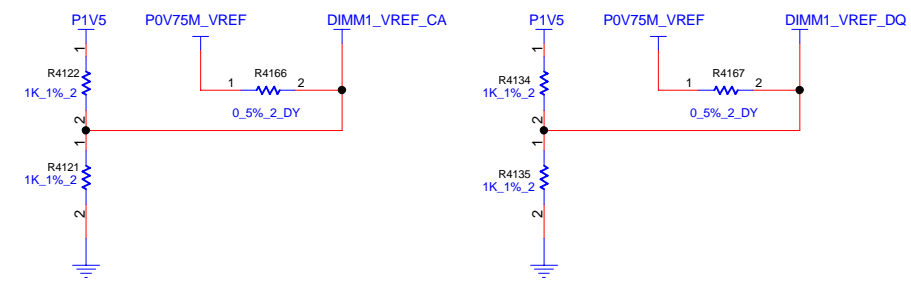 P1V5 P0V75M_VREF DIMM1_VREF_CA P1V5 P0V75M_VREF DIMM1_VREF_DQ
1 1
R4122 R4166 R4134 R4167
1K_1%_2 1 2 1K_1%_2 1 2
0_5%_2_DY 0_5%_2_DY
2 2
1 1
R4121 R4135
1K_1%_2 1K_1%_2
2 2